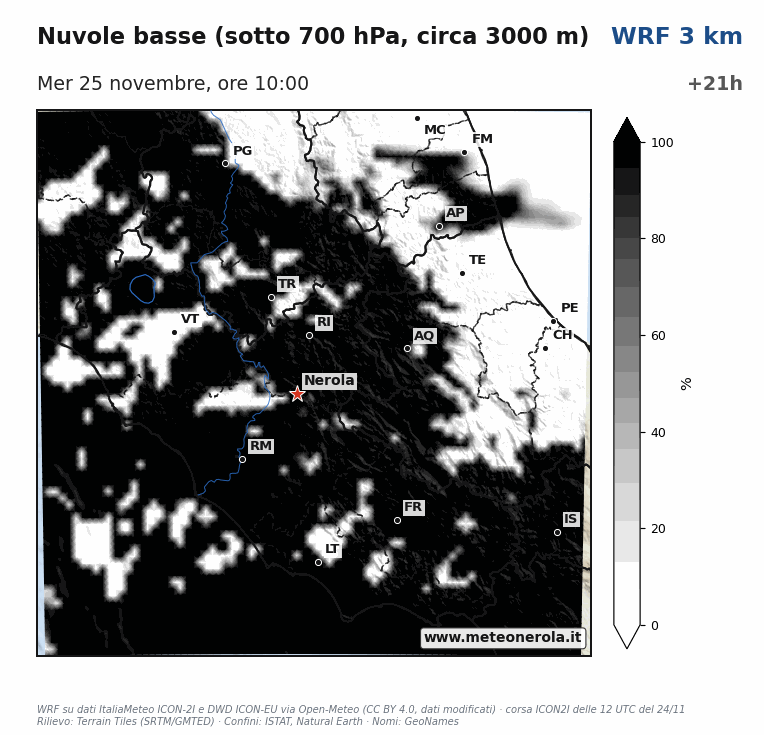 Nuvole basse (sotto 700 hPa, circa 3000 m) WRF 3 km
Mer 25 novembre, ore 10:00 +21h
MC
FM
PG
AP
TE
TR
PE
VT
RI
AQ
CH
Nerola
RM
FR
IS
LT
www.meteonerola.it
100
80
60
40
20
0
%
WRF su dati ItaliaMeteo ICON-2I e DWD ICON-EU via Open-Meteo (CC BY 4.0, dati modificati) · corsa ICON2I delle 12 UTC del 24/11
Rilievo: Terrain Tiles (SRTM/GMTED) · Confini: ISTAT, Natural Earth · Nomi: GeoNames